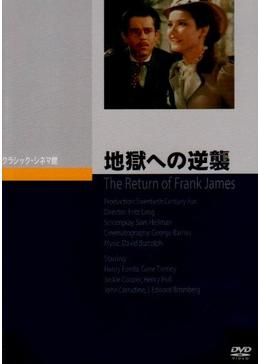 クラシック・シネマ館
地獄への逆襲
The Return of Frank James
Production: Twentieth Century Fox
Director: Fritz Lang
Screenplay: Sam Hellman
Cinematography: George Barnes
Music: David Buttolph
Starring:
Henry Fonda, Gene Tierney
Jackie Cooper, Henry Hull
John Carradine, J. Edward Bromberg
DVD
VIDEO